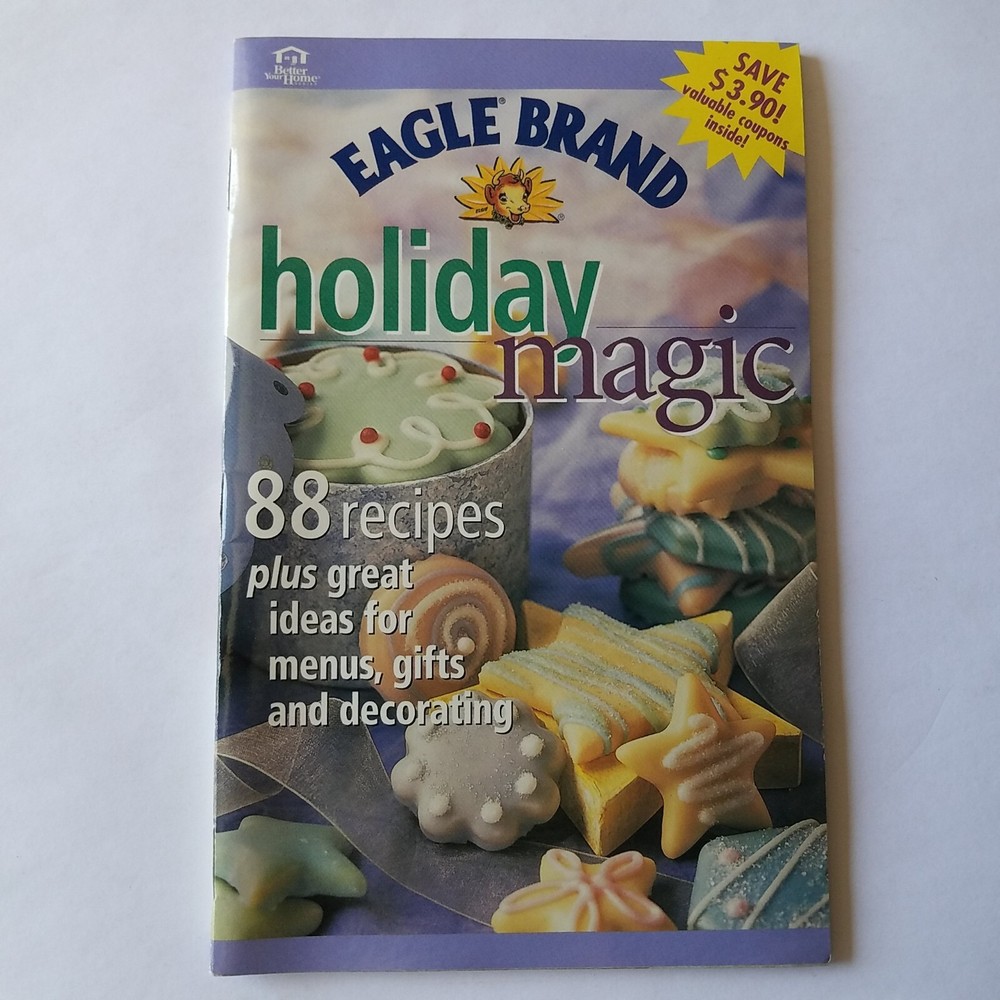 Better
Your Home
SAVE
$3.90!
valuable coupons
inside!
EAGLE® BRAND
®
holiday
magic
88 recipes
plus great
ideas for
menus, gifts
and decorating